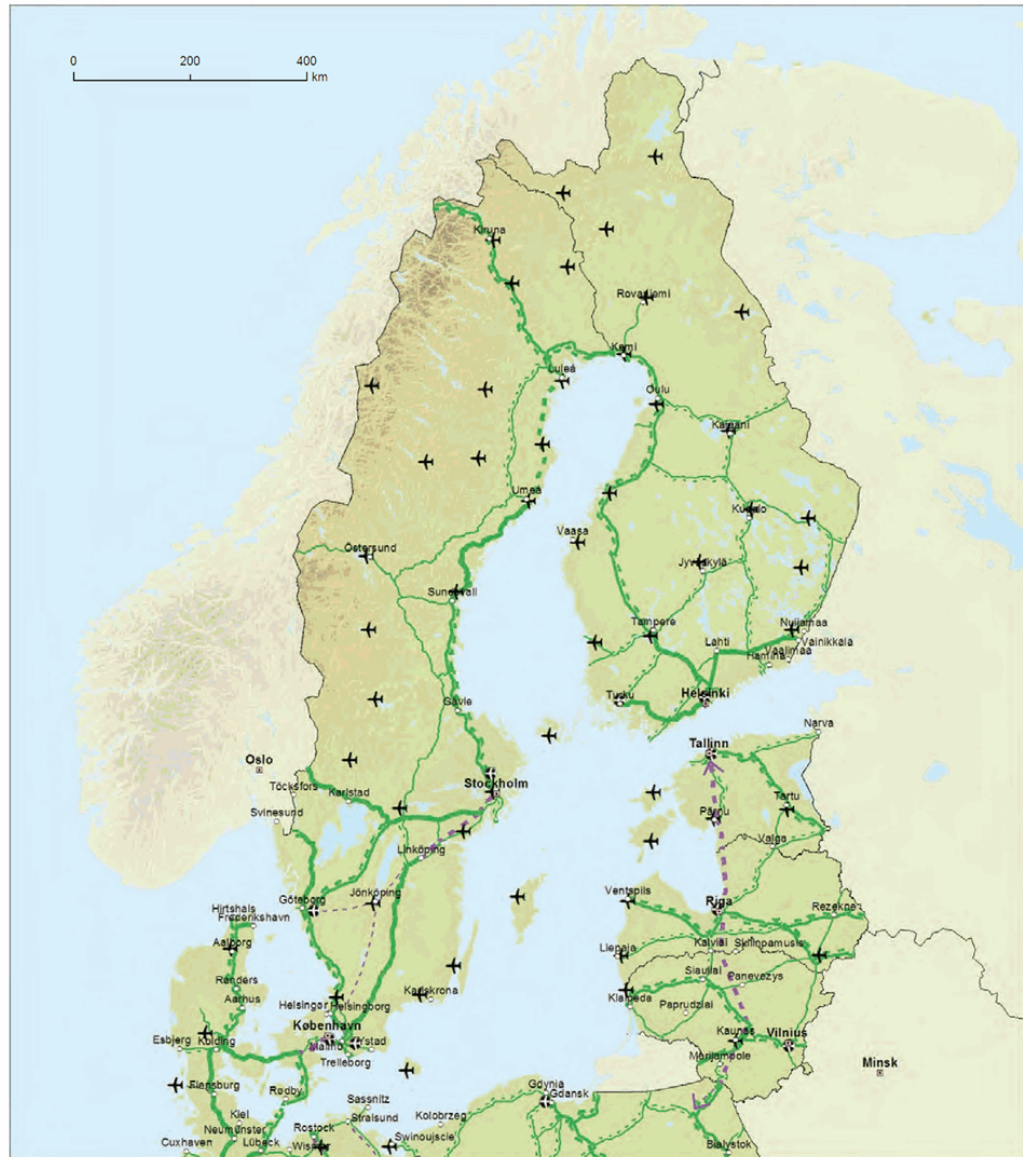 0 200 400
km
Kiruna
Rovaniemi
Kemi
Luleå
Oulu
Kajaani
Umeå
Kuopio
Vaasa
Östersund
Jyväskylä
Sundsvall
Tampere
Nuijamaa
Lahti
Vainikkala
Vaalimaa
Hamina
Turku
Helsinki
Gävle
Narva
Tallinn
Oslo
Stockholm
Töcksfors
Karlstad
Svinesund
Pärnu
Tartu
Valga
Linköping
Jönköping
Ventspils
Göteborg
Riga
Rezekne
Hirtshals
Frederikshavn
Aalborg
Liepaja
Kalviai
Skrinpamusis
Siauliai
Panevezys
Randers
Aarhus
Karlskrona
Klaipeda
Paprudziai
Helsingør
Helsingborg
København
Kaunas
Vilnius
Esbjerg
Kolding
Malmö
Ystad
Trelleborg
Marijampole
Minsk
Flensburg
Rødby
Gdynia
Gdansk
Sassnitz
Kiel
Stralsund
Kolobrzeg
Neumünster
Rostock
Swinoujscie
Cuxhaven
Lübeck
Bialystok